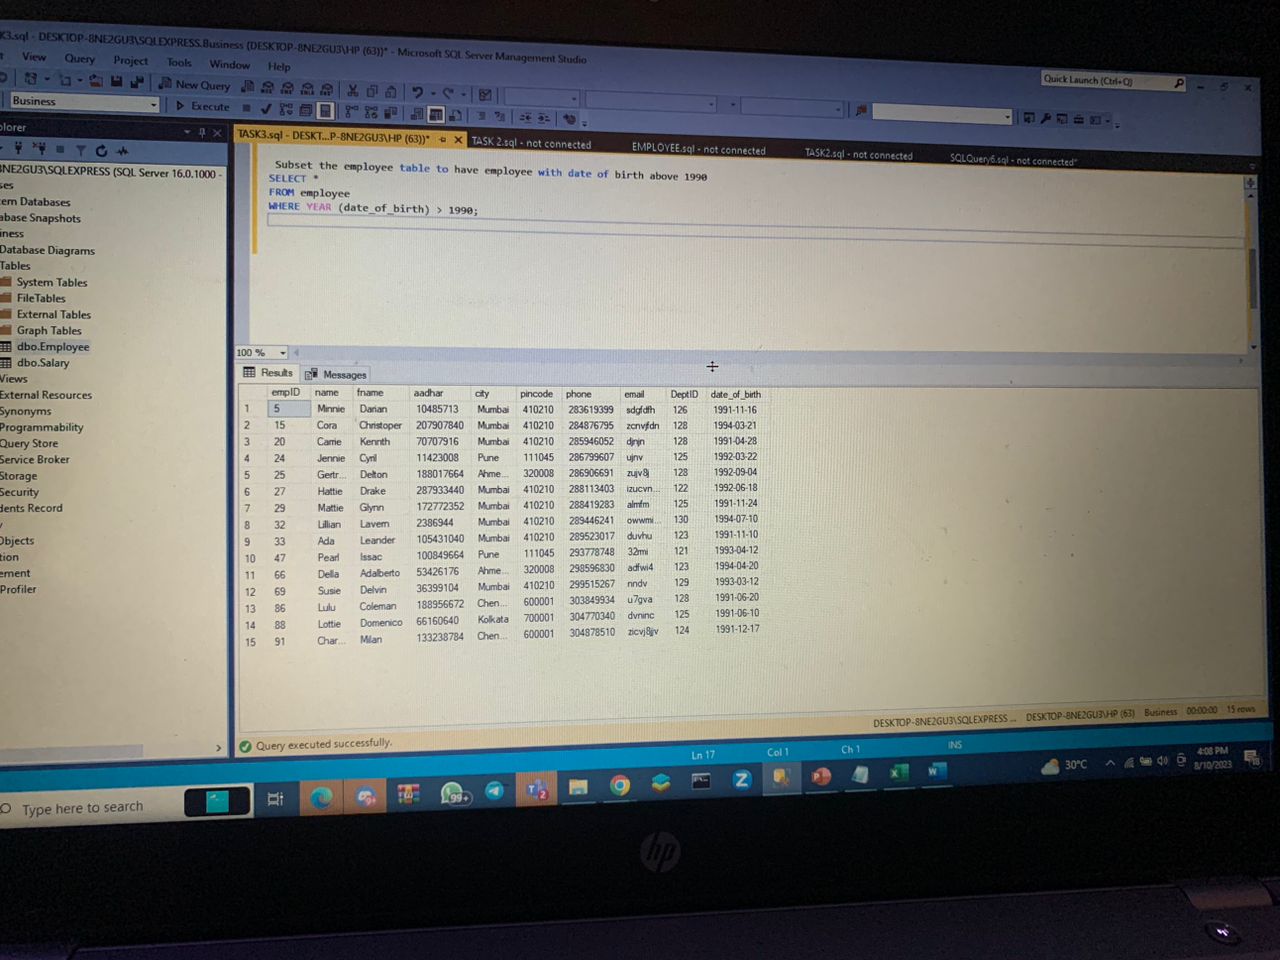 K3.sql - DESKTOP-8NE2GU3\SQLEXPRESS.Business (DESKTOP-8NE2GU3\HP (63))* - Microsoft SQL Server Management Studio
View Query Project Tools Window Help
Quick Launch (Ctrl+Q)
New Query
Business Execute
TASK3.sql - DESKT...P-8NE2GU3\HP (63))* TASK 2.sql - not connected EMPLOYEE.sql - not connected TASK2.sql - not connected SQLQuery6.sql - not connected*
plorer
8NE2GU3\SQLEXPRESS (SQL Server 16.0.1000 -
ses
em Databases
abase Snapshots
iness
Database Diagrams
Tables
System Tables
FileTables
External Tables
Graph Tables
dbo.Employee
dbo.Salary
Views
External Resources
Synonyms
Programmability
Query Store
Service Broker
Storage
Security
dents Record
y
Objects
tion
ement
Profiler
Subset the employee table to have employee with date of birth above 1990
SELECT *
FROM employee
WHERE YEAR (date_of_birth) > 1990;
100 %
Results Messages
empID name fname aadhar city pincode phone email DeptID date_of_birth
1 5 Minnie Darian 10485713 Mumbai 410210 283619399 sdgfdfh 126 1991-11-16
2 15 Cora Christoper 207907840 Mumbai 410210 284876795 zcnvjfdn 128 1994-03-21
3 20 Carrie Kennth 70707916 Mumbai 410210 285946052 djnjn 128 1991-04-28
4 24 Jennie Cyril 11423008 Pune 111045 286799607 ujnv 125 1992-03-22
5 25 Gertr... Delton 188017664 Ahme... 320008 286906691 zujv8j 128 1992-09-04
6 27 Hattie Drake 287933440 Mumbai 410210 288113403 izucvn... 122 1992-06-18
7 29 Mattie Glynn 172772352 Mumbai 410210 288419283 almfm 125 1991-11-24
8 32 Lillian Lavern 2386944 Mumbai 410210 289446241 owwmi... 130 1994-07-10
9 33 Ada Leander 105431040 Mumbai 410210 289523017 duvhu 123 1991-11-10
10 47 Pearl Issac 100849664 Pune 111045 293778748 32mi 121 1993-04-12
11 66 Della Adalberto 53426176 Ahme... 320008 298596830 adfwi4 123 1994-04-20
12 69 Susie Delvin 36399104 Mumbai 410210 299515267 nndv 129 1993-03-12
13 86 Lulu Coleman 188956672 Chen... 600001 303849934 u7gva 128 1991-06-20
14 88 Lottie Domenico 66160640 Kolkata 700001 304770340 dvninc 125 1991-06-10
15 91 Char... Milan 133238784 Chen... 600001 304878510 zicvj8jjv 124 1991-12-17
Query executed successfully. DESKTOP-8NE2GU3\SQLEXPRESS ... DESKTOP-8NE2GU3\HP (63) Business 00:00:00 15 rows
Ln 17 Col 1 Ch 1 INS
Type here to search
99+
30°C
4:08 PM
8/10/2023
hp